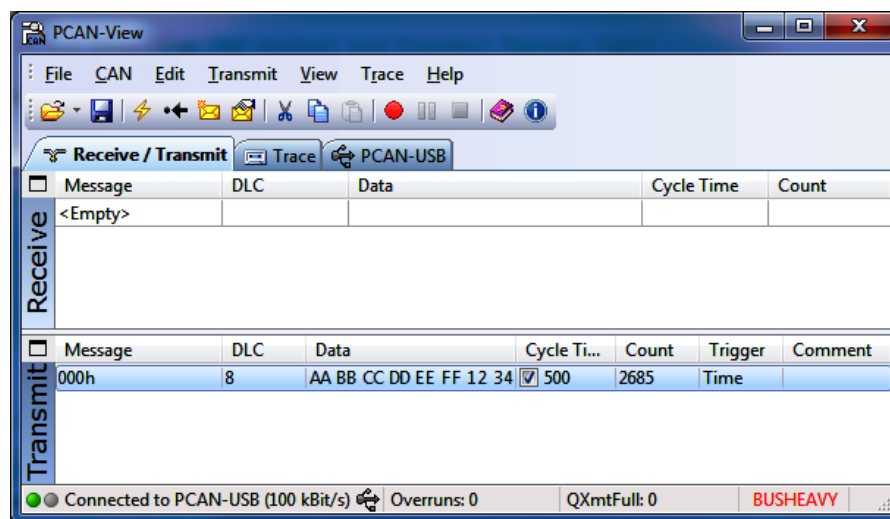 PCAN-View
File CAN Edit Transmit View Trace Help
Receive / Transmit Trace PCAN-USB
Message DLC Data Cycle Time Count
<Empty>
Receive
Message DLC Data Cycle Ti... Count Trigger Comment
000h 8 AA BB CC DD EE FF 12 34 500 2685 Time
Transmit
Connected to PCAN-USB (100 kBit/s) Overruns: 0 QXmtFull: 0 BUSHEAVY